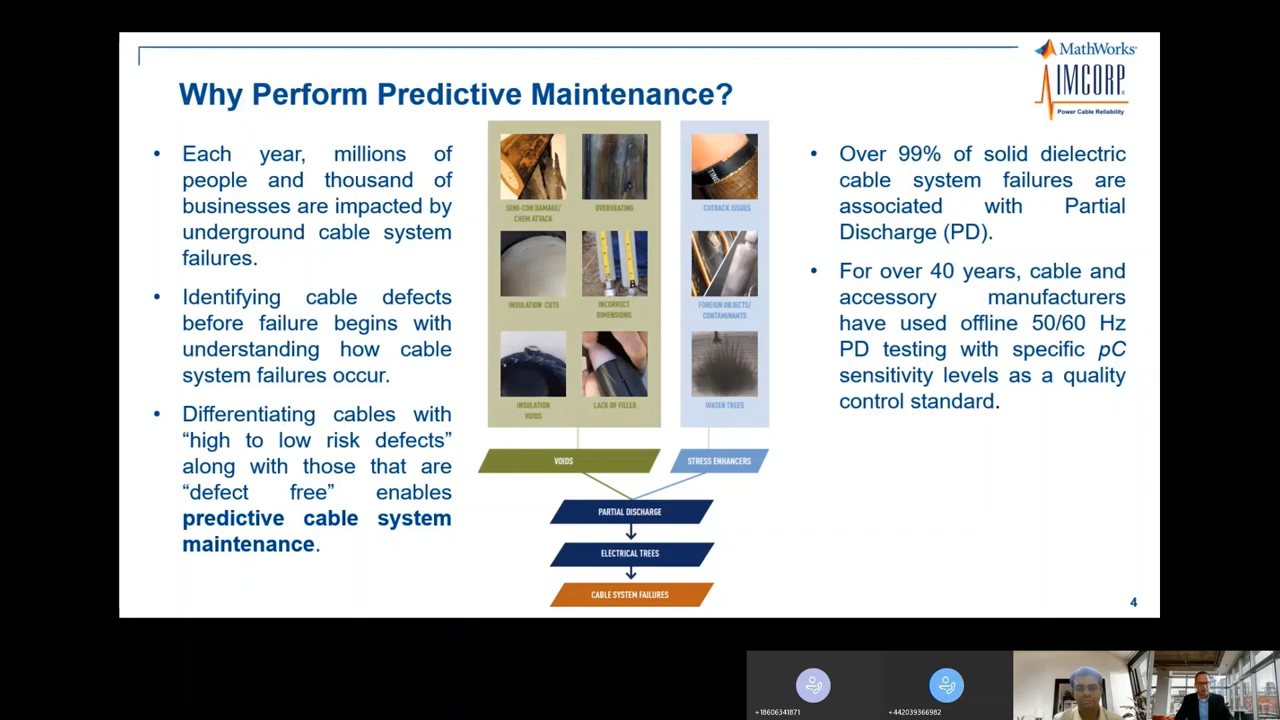 MathWorks®
IMCORP®
Power Cable Reliability
Why Perform Predictive Maintenance?
• Each year, millions of
people and thousand of
businesses are impacted by
underground cable system
failures.
• Identifying cable defects
before failure begins with
understanding how cable
system failures occur.
• Differentiating cables with
“high to low risk defects”
along with those that are
“defect free” enables
predictive cable system
maintenance.
SEMI-CON DAMAGE/
CHEM ATTACK
OVERHEATING
INSULATION CUTS
INCORRECT
DIMENSIONS
INSULATION
VOIDS
LACK OF FILLER
CUTBACK ISSUES
FOREIGN OBJECTS/
CONTAMINANTS
WATER TREES
VOIDS
STRESS ENHANCERS
PARTIAL DISCHARGE
ELECTRICAL TREES
CABLE SYSTEM FAILURES
• Over 99% of solid dielectric
cable system failures are
associated with Partial
Discharge (PD).
• For over 40 years, cable and
accessory manufacturers
have used offline 50/60 Hz
PD testing with specific pC
sensitivity levels as a quality
control standard.
4
+18606341871
+442039366982